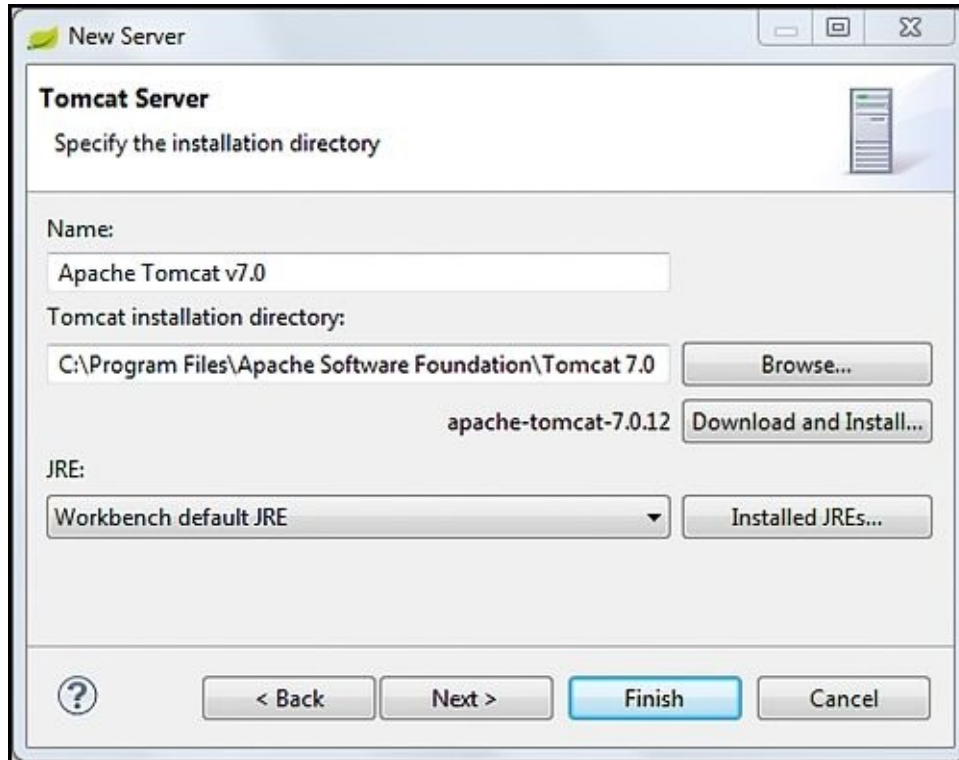 New Server
Tomcat Server
Specify the installation directory
Name:
Apache Tomcat v7.0
Tomcat installation directory:
C:\Program Files\Apache Software Foundation\Tomcat 7.0
Browse...
apache-tomcat-7.0.12
Download and Install...
JRE:
Workbench default JRE
Installed JREs...
?
< Back
Next >
Finish
Cancel